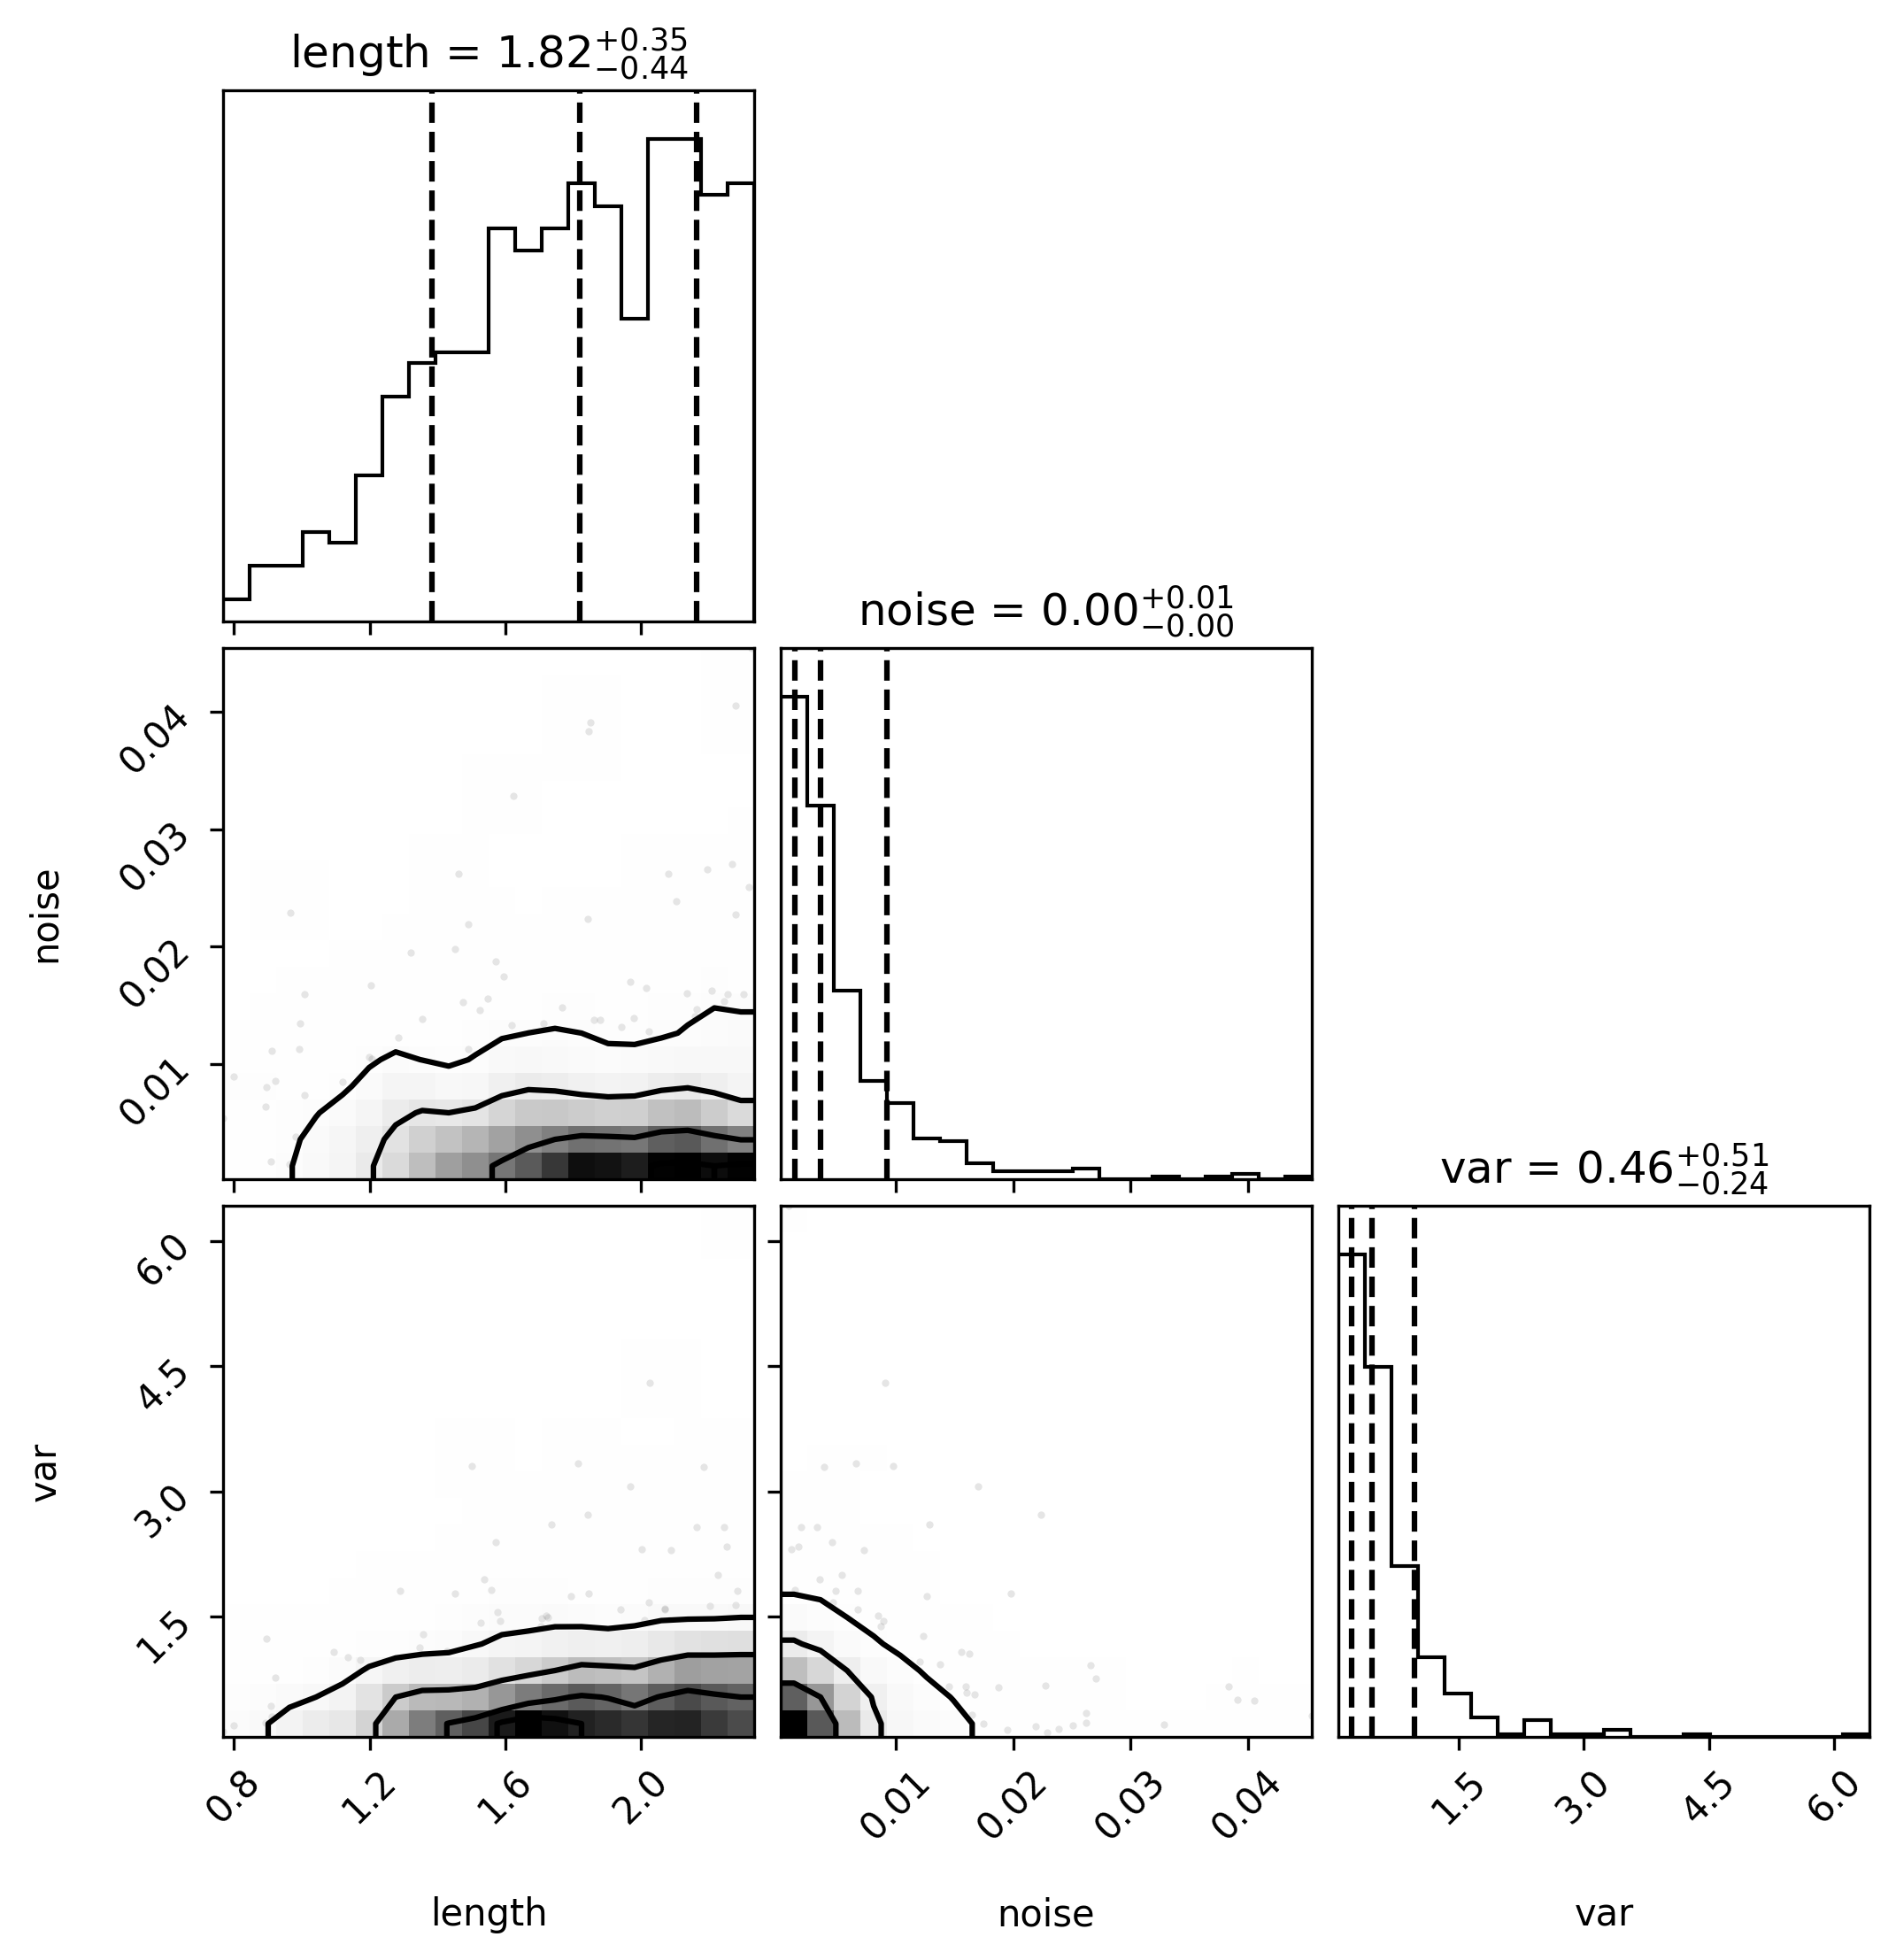 length = 1.82^{+0.35}_{−0.44}
noise = 0.00^{+0.01}_{−0.00}
0.04
0.03
0.02
0.01
noise
var = 0.46^{+0.51}_{−0.24}
6.0
4.5
3.0
1.5
var
0.8 1.2 1.6 2.0 0.01 0.02 0.03 0.04 1.5 3.0 4.5 6.0
length noise var